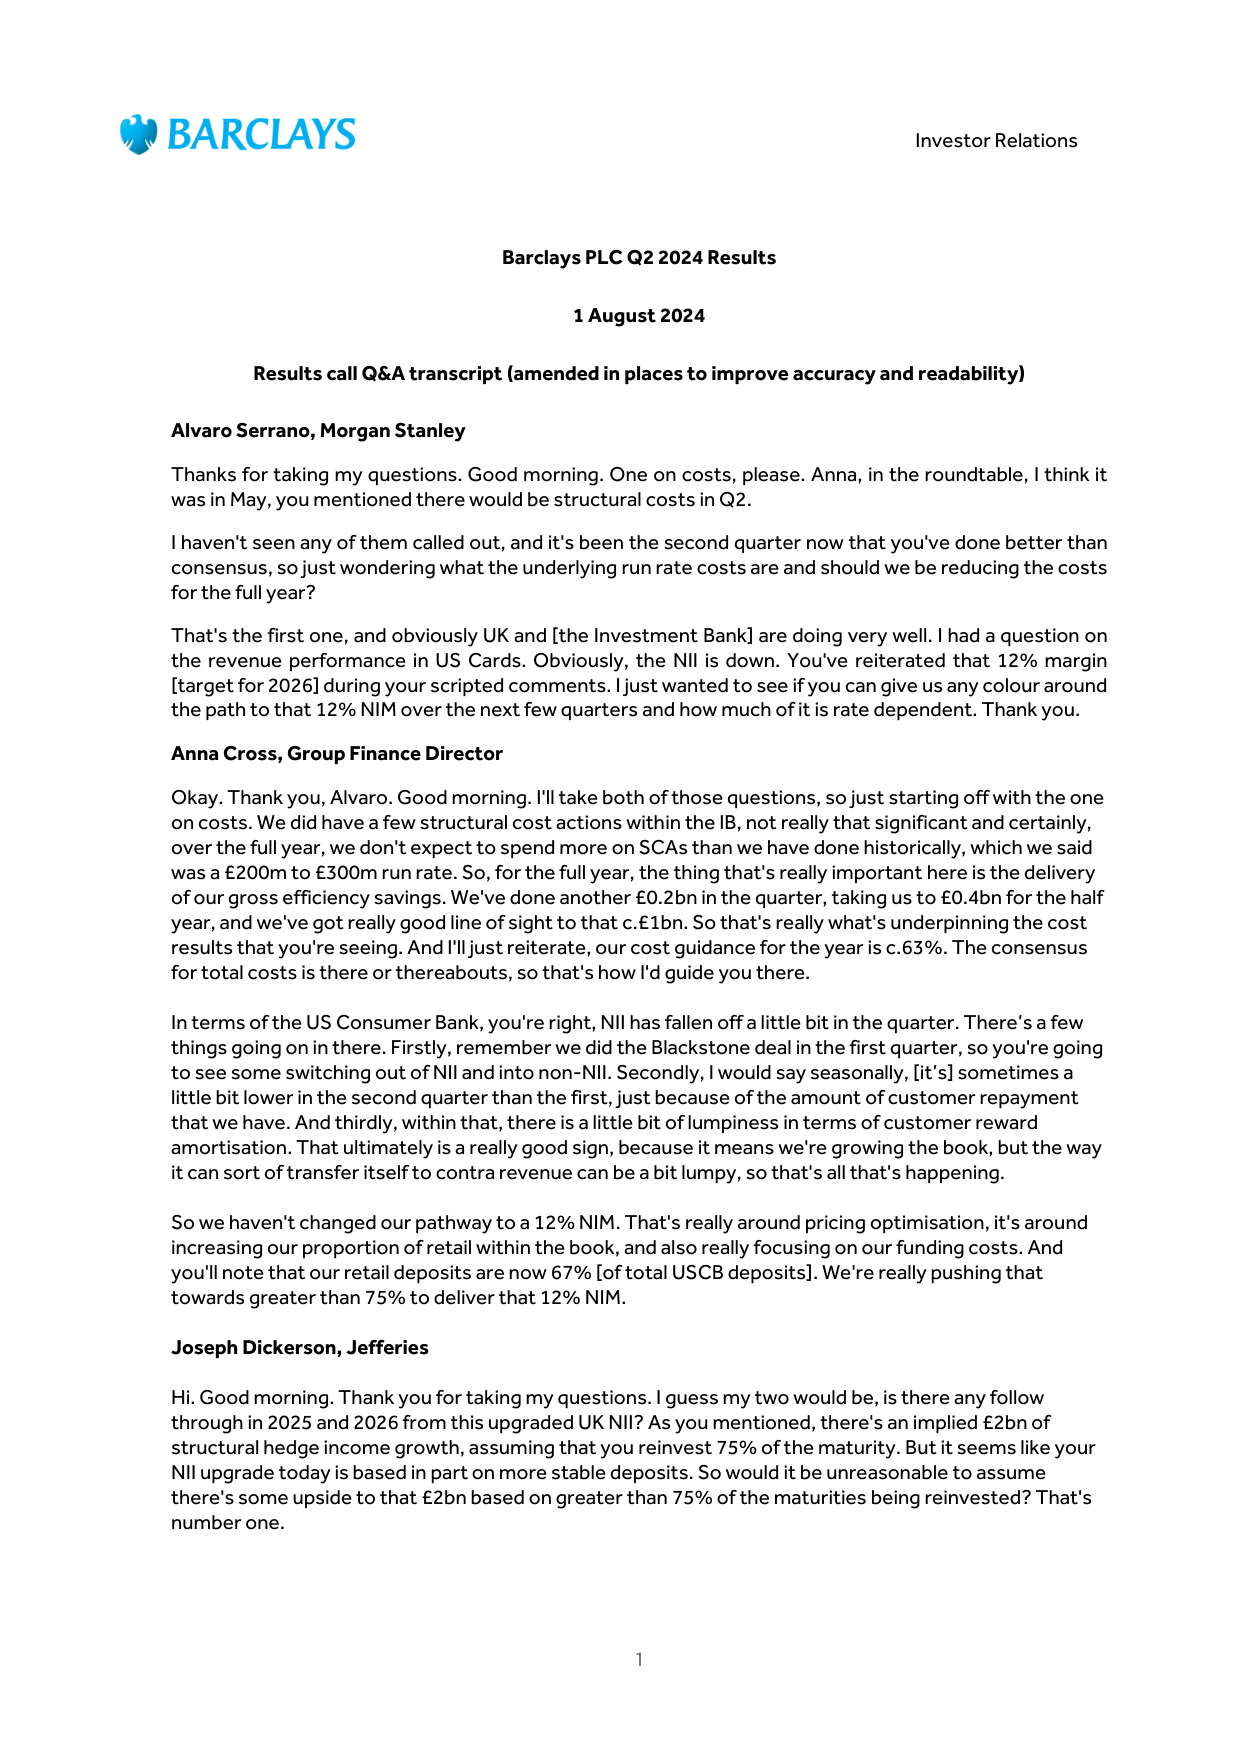 BARCLAYS
Investor Relations
Barclays PLC Q2 2024 Results
1 August 2024
Results call Q&A transcript (amended in places to improve accuracy and readability)
Alvaro Serrano, Morgan Stanley
Thanks for taking my questions. Good morning. One on costs, please. Anna, in the roundtable, I think it
was in May, you mentioned there would be structural costs in Q2.
I haven't seen any of them called out, and it's been the second quarter now that you've done better than
consensus, so just wondering what the underlying run rate costs are and should we be reducing the costs
for the full year?
That's the first one, and obviously UK and [the Investment Bank] are doing very well. I had a question on
the revenue performance in US Cards. Obviously, the NII is down. You've reiterated that 12% margin
[target for 2026] during your scripted comments. I just wanted to see if you can give us any colour around
the path to that 12% NIM over the next few quarters and how much of it is rate dependent. Thank you.
Anna Cross, Group Finance Director
Okay. Thank you, Alvaro. Good morning. I'll take both of those questions, so just starting off with the one
on costs. We did have a few structural cost actions within the IB, not really that significant and certainly,
over the full year, we don't expect to spend more on SCAs than we have done historically, which we said
was a £200m to £300m run rate. So, for the full year, the thing that's really important here is the delivery
of our gross efficiency savings. We've done another £0.2bn in the quarter, taking us to £0.4bn for the half
year, and we've got really good line of sight to that c.£1bn. So that's really what's underpinning the cost
results that you're seeing. And I'll just reiterate, our cost guidance for the year is c.63%. The consensus
for total costs is there or thereabouts, so that's how I'd guide you there.
In terms of the US Consumer Bank, you're right, NII has fallen off a little bit in the quarter. There’s a few
things going on in there. Firstly, remember we did the Blackstone deal in the first quarter, so you're going
to see some switching out of NII and into non-NII. Secondly, I would say seasonally, [it’s] sometimes a
little bit lower in the second quarter than the first, just because of the amount of customer repayment
that we have. And thirdly, within that, there is a little bit of lumpiness in terms of customer reward
amortisation. That ultimately is a really good sign, because it means we're growing the book, but the way
it can sort of transfer itself to contra revenue can be a bit lumpy, so that's all that's happening.
So we haven't changed our pathway to a 12% NIM. That's really around pricing optimisation, it's around
increasing our proportion of retail within the book, and also really focusing on our funding costs. And
you'll note that our retail deposits are now 67% [of total USCB deposits]. We're really pushing that
towards greater than 75% to deliver that 12% NIM.
Joseph Dickerson, Jefferies
Hi. Good morning. Thank you for taking my questions. I guess my two would be, is there any follow
through in 2025 and 2026 from this upgraded UK NII? As you mentioned, there's an implied £2bn of
structural hedge income growth, assuming that you reinvest 75% of the maturity. But it seems like your
NII upgrade today is based in part on more stable deposits. So would it be unreasonable to assume
there's some upside to that £2bn based on greater than 75% of the maturities being reinvested? That's
number one.
1